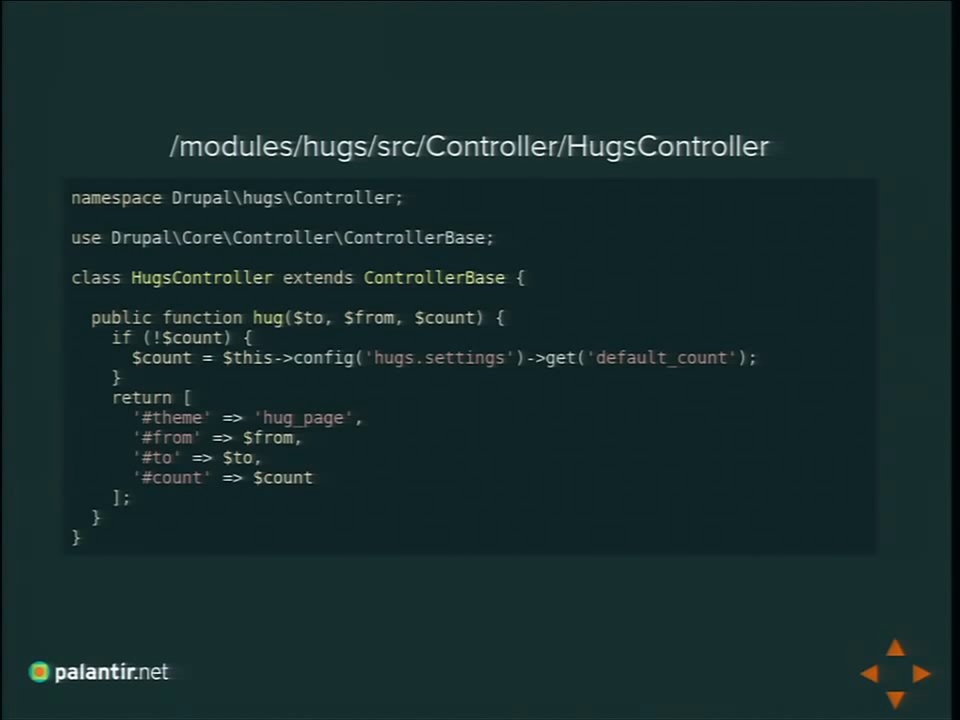 /modules/hugs/src/Controller/HugsController
namespace Drupal\hugs\Controller;
use Drupal\Core\Controller\ControllerBase;
class HugsController extends ControllerBase {
public function hug($to, $from, $count) {
if (!$count) {
$count = $this->config('hugs.settings')->get('default_count');
}
return [
'#theme' => 'hug_page',
'#from' => $from,
'#to' => $to,
'#count' => $count
];
}
}
palantir.net